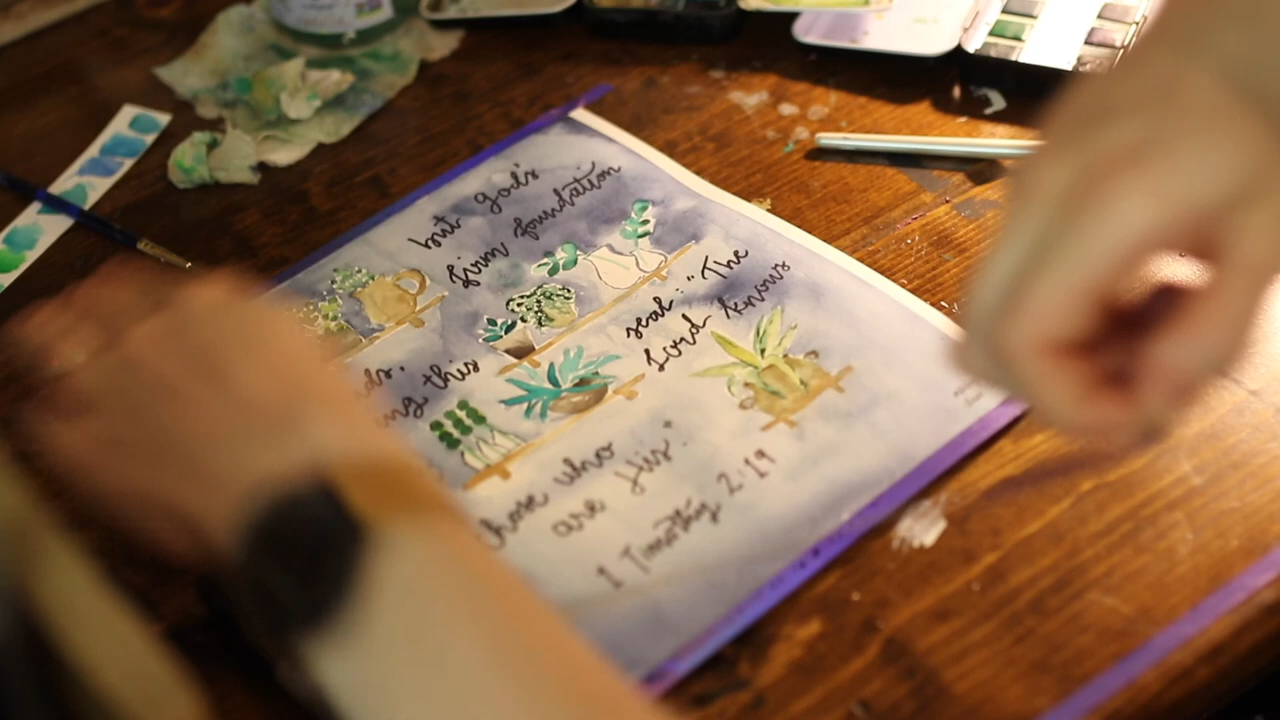 but god's
firm foundation
ds.
ng this
seal: "The
Lord knows
those who
are His."
1 Timothy 2:19